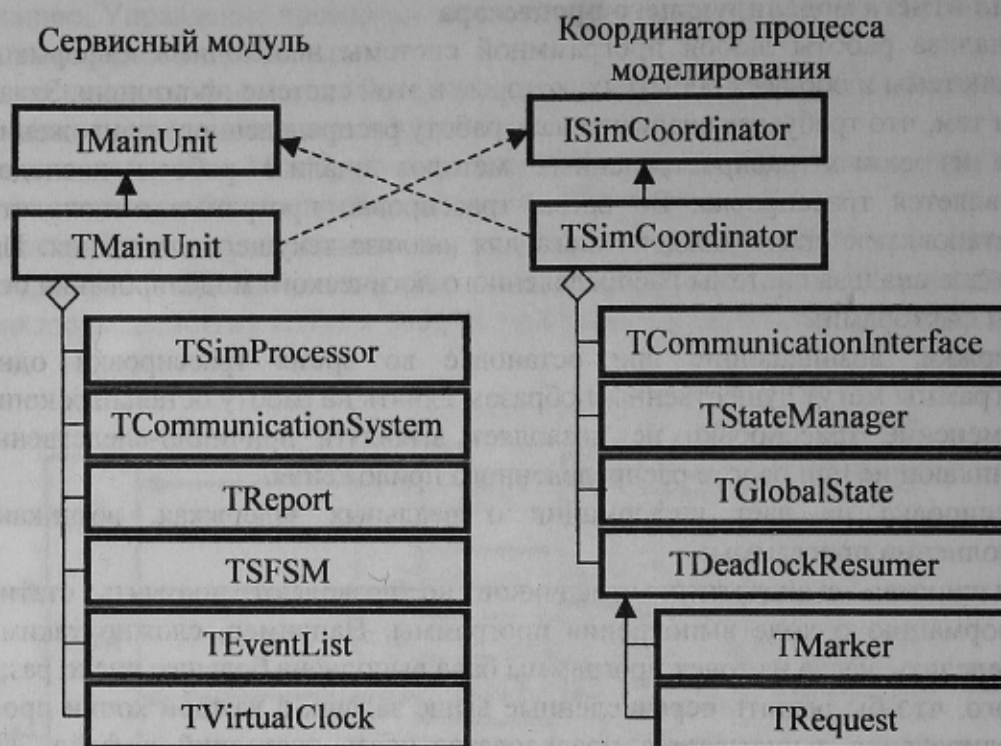 Сервисный модуль
Координатор процесса
моделирования
IMainUnit
ISimCoordinator
TMainUnit
TSimCoordinator
TSimProcessor
TCommunicationSystem
TReport
TSFSM
TEventList
TVirtualClock
TCommunicationInterface
TStateManager
TGlobalState
TDeadlockResumer
TMarker
TRequest